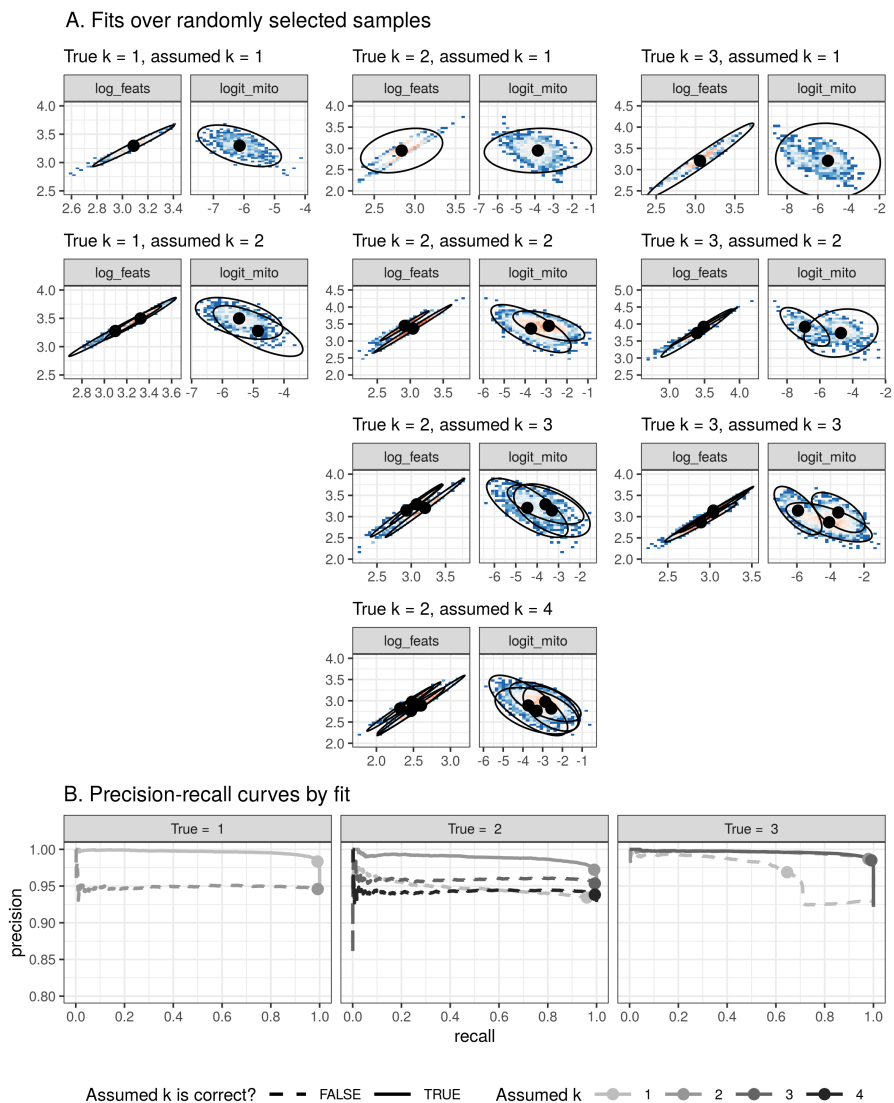 A. Fits over randomly selected samples
True k = 1, assumed k = 1
True k = 2, assumed k = 1
True k = 3, assumed k = 1
log_feats logit_mito log_feats logit_mito log_feats logit_mito
4.0 3.5 3.0 2.5
4.0 3.5 3.0 2.5 2.0
4.5 4.0 3.5 3.0 2.5
2.6 2.8 3.0 3.2 3.4 -7 -6 -5 -4
2.5 3.0 3.5 -7 -6 -5 -4 -3 -2 -1
2.5 3.0 3.5 -8 -6 -4 -2
True k = 1, assumed k = 2
True k = 2, assumed k = 2
True k = 3, assumed k = 2
log_feats logit_mito log_feats logit_mito log_feats logit_mito
4.0 3.5 3.0 2.5
4.5 4.0 3.5 3.0 2.5 2.0
5.0 4.5 4.0 3.5 3.0 2.5
2.8 3.0 3.2 3.4 3.6 -7 -6 -5 -4
2.5 3.0 3.5 4.0 -6 -5 -4 -3 -2 -1
3.0 3.5 4.0 -8 -6 -4 -2
True k = 2, assumed k = 3
True k = 3, assumed k = 3
log_feats logit_mito log_feats logit_mito
4.0 3.5 3.0 2.5 2.0
4.0 3.5 3.0 2.5 2.0
2.5 3.0 3.5 -6 -5 -4 -3 -2
2.5 3.0 3.5 -6 -4 -2
True k = 2, assumed k = 4
log_feats logit_mito
4.0 3.5 3.0 2.5 2.0
2.0 2.5 3.0 -6 -5 -4 -3 -2 -1
B. Precision-recall curves by fit
True = 1 True = 2 True = 3
precision
1.00
0.95
0.90
0.85
0.80
0.0 0.2 0.4 0.6 0.8 1.0 0.0 0.2 0.4 0.6 0.8 1.0 0.0 0.2 0.4 0.6 0.8 1.0
recall
Assumed k is correct? FALSE TRUE Assumed k 1 2 3 4